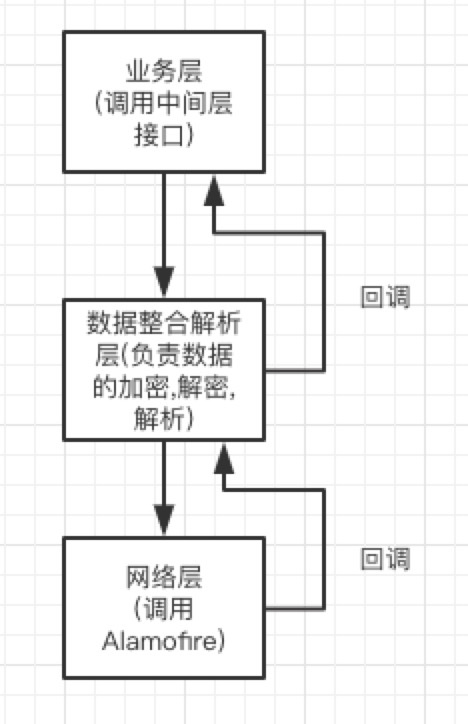 业务层
(调用中间层
接口)
回调
数据整合解析
层(负责数据
的加密,解密,
解析)
回调
网络层
(调用
Alamofire)